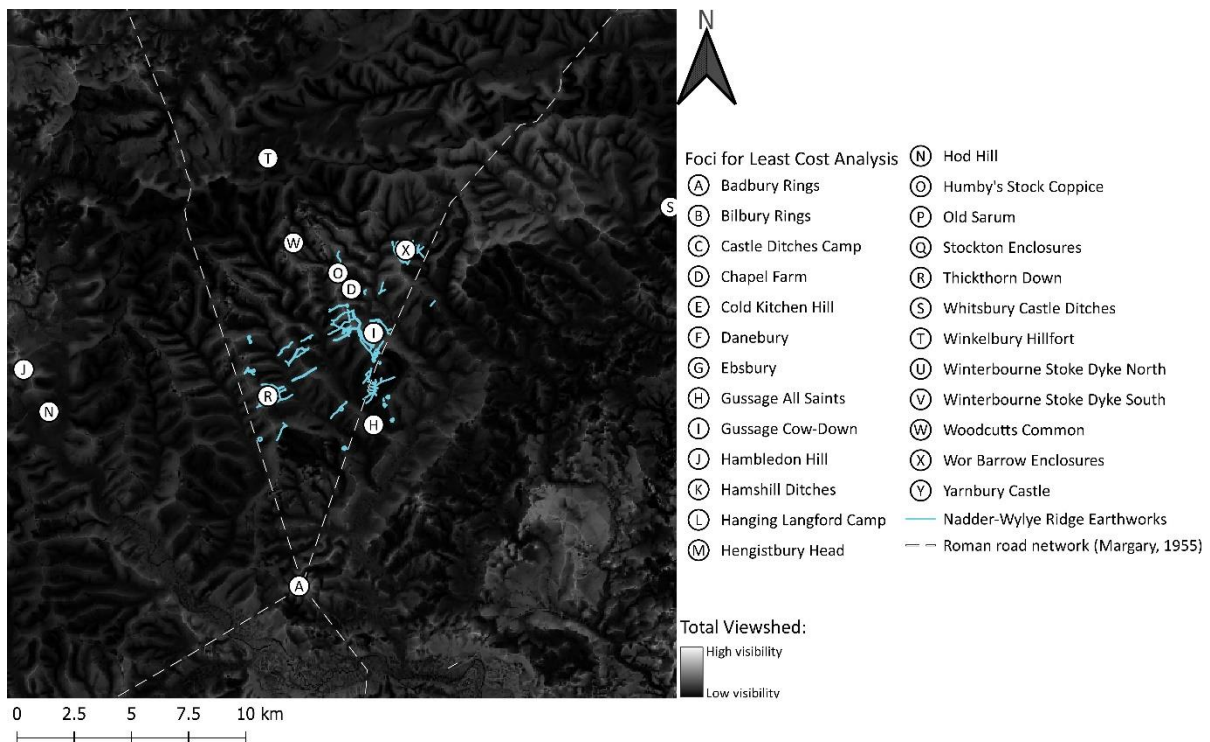 N
T
S
W
X
O
D
I
J
N
R
H
A
Foci for Least Cost Analysis
A Badbury Rings
B Bilbury Rings
C Castle Ditches Camp
D Chapel Farm
E Cold Kitchen Hill
F Danebury
G Ebsbury
H Gussage All Saints
I Gussage Cow-Down
J Hambledon Hill
K Hamshill Ditches
L Hanging Langford Camp
M Hengistbury Head
N Hod Hill
O Humby's Stock Coppice
P Old Sarum
Q Stockton Enclosures
R Thickthorn Down
S Whitsbury Castle Ditches
T Winkelbury Hillfort
U Winterbourne Stoke Dyke North
V Winterbourne Stoke Dyke South
W Woodcutts Common
X Wor Barrow Enclosures
Y Yarnbury Castle
Nadder-Wylye Ridge Earthworks
Roman road network (Margary, 1955)
Total Viewshed:
High visibility
Low visibility
0 2.5 5 7.5 10 km